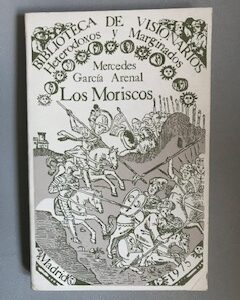 BIBLIOTECA DE VISIONARIOS
Heterodoxos y Marginados
Mercedes
García Arenal
Los Moriscos
Madrid
1975